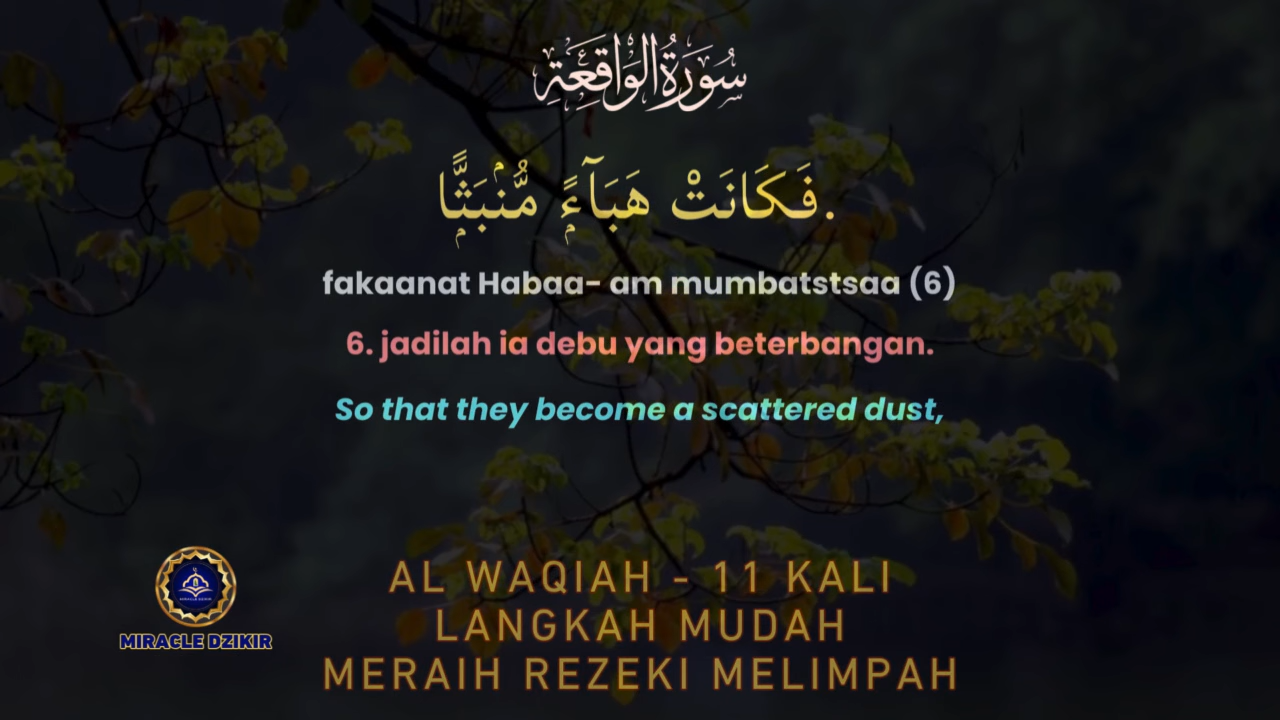 سُورَةُ الْوَاقِعَةِ
.فَكَانَتْ هَبَآءً مُّنْۢبَثًّاۙ
fakaanat Habaa- am mumbatstsaa (6)
6. jadilah ia debu yang beterbangan.
So that they become a scattered dust,
AL WAQIAH - 11 KALI
LANGKAH MUDAH
MERAIH REZEKI MELIMPAH
MIRACLE DZIKIR